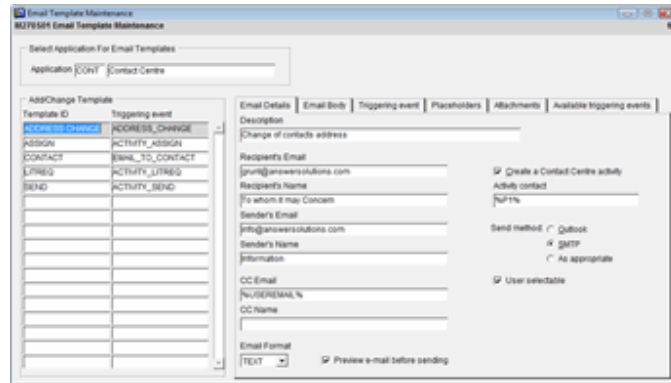 Email Template Maintenance
M270501 Email Template Maintenance
Select Application For Email Templates
Application CONT Contact Centre
Add/Change Template
Template ID Triggering event
ADDRESS CHANGE ADDRESS_CHANGE
ASSIGN ACTIVITY_ASSIGN
CONTACT EMAIL_TO_CONTACT
LITREQ ACTIVITY_LITREQ
SEND ACTIVITY_SEND
Email Details Email Body Triggering event Placeholders Attachments Available triggering events
Description
Change of contacts address
Recipient's Email
grunt@answersolutions.com
Create a Contact Centre activity
Recipient's Name
Activity contact
To whom it may Concern
%P1%
Sender's Email
info@answersolutions.com
Send method: Outlook
Sender's Name
SMTP
Information
As appropriate
CC Email
User selectable
%USEREMAIL%
CC Name
Email Format
TEXT
Preview e-mail before sending